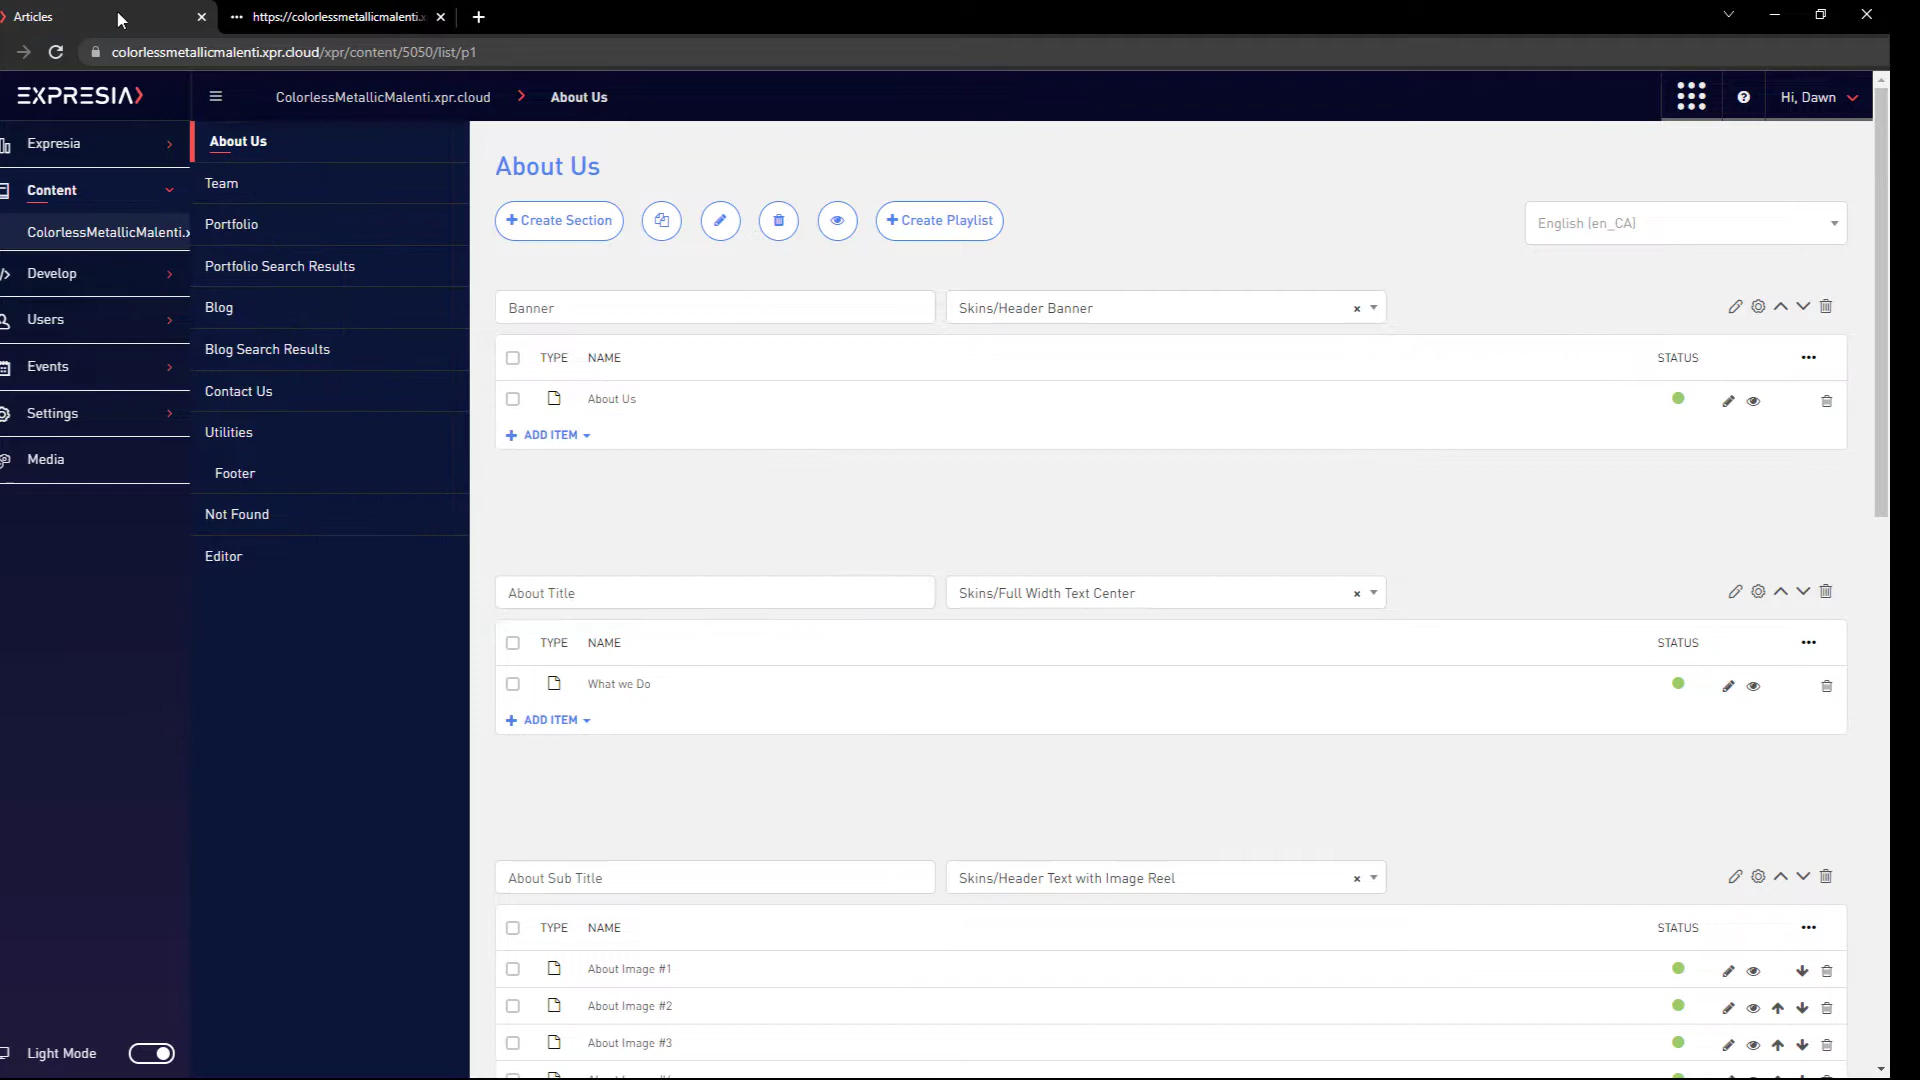 Articles
https://colorlessmetallicmalenti.x
colorlessmetallicmalenti.xpr.cloud/xpr/content/5050/list/p1
EXPRESIA
ColorlessMetallicMalenti.xpr.cloud
About Us
Hi, Dawn
Expresia
Content
ColorlessMetallicMalenti.x
Develop
Users
Events
Settings
Media
Light Mode
About Us
Team
Portfolio
Portfolio Search Results
Blog
Blog Search Results
Contact Us
Utilities
Footer
Not Found
Editor
About Us
Create Section
Create Playlist
English (en_CA)
Banner
Skins/Header Banner
TYPE NAME STATUS
About Us
ADD ITEM
About Title
Skins/Full Width Text Center
TYPE NAME STATUS
What we Do
ADD ITEM
About Sub Title
Skins/Header Text with Image Reel
TYPE NAME STATUS
About Image #1
About Image #2
About Image #3